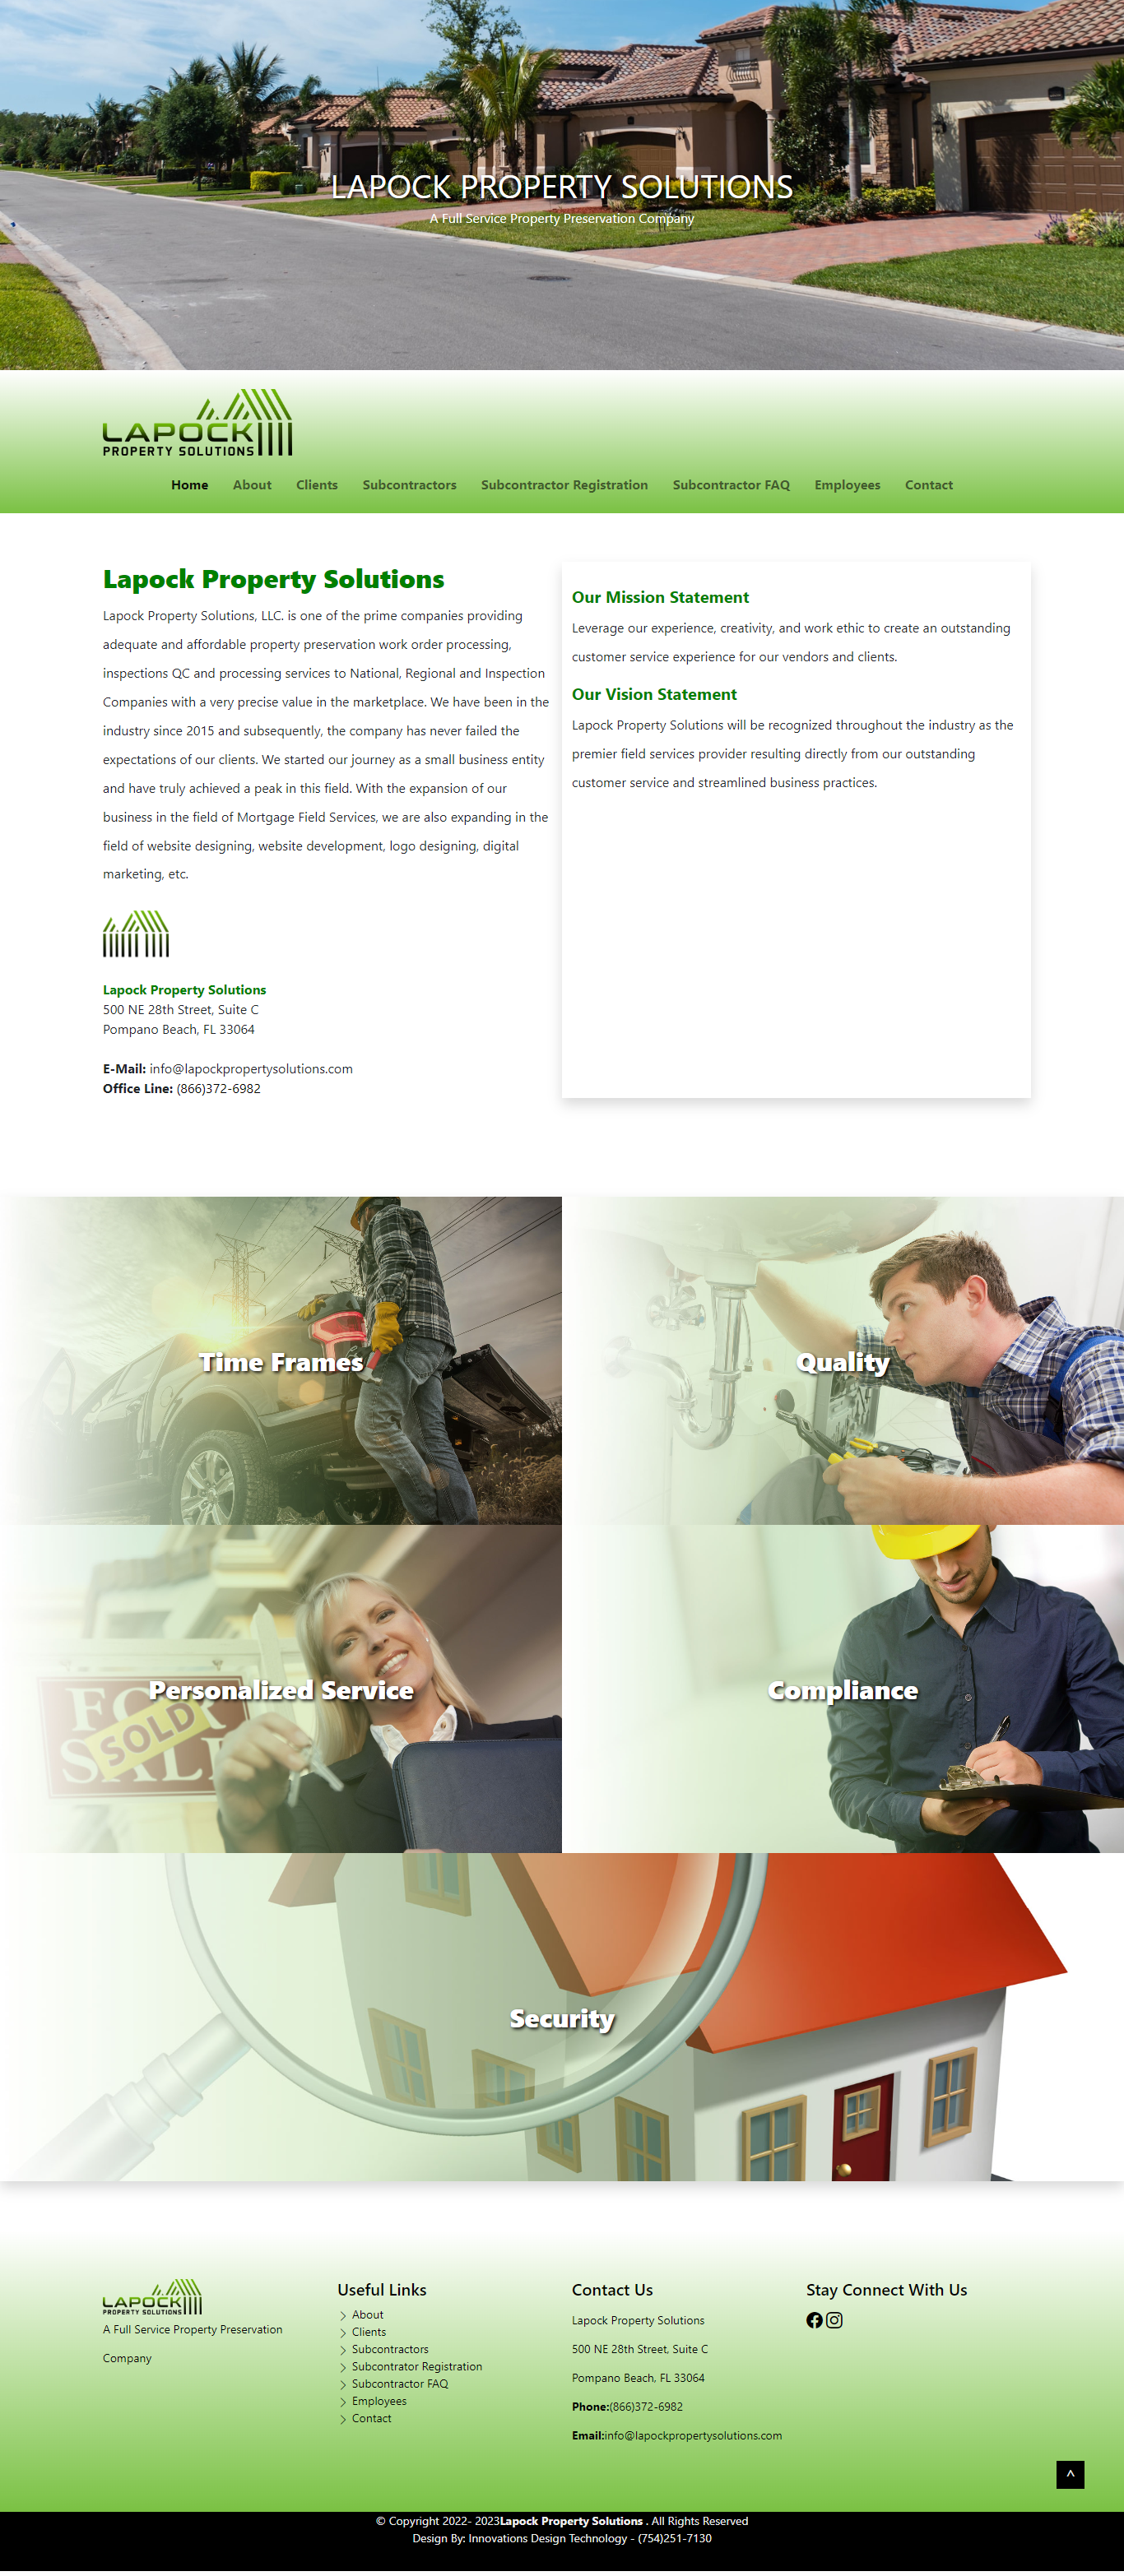 LAPOCK PROPERTY SOLUTIONS
A Full Service Property Preservation Company
LAPOCK
PROPERTY SOLUTIONS
Home About Clients Subcontractors Subcontractor Registration Subcontractor FAQ Employees Contact
Lapock Property Solutions
Lapock Property Solutions, LLC. is one of the prime companies providing
adequate and affordable property preservation work order processing,
inspections QC and processing services to National, Regional and Inspection
Companies with a very precise value in the marketplace. We have been in the
industry since 2015 and subsequently, the company has never failed the
expectations of our clients. We started our journey as a small business entity
and have truly achieved a peak in this field. With the expansion of our
business in the field of Mortgage Field Services, we are also expanding in the
field of website designing, website development, logo designing, digital
marketing, etc.
Lapock Property Solutions
500 NE 28th Street, Suite C
Pompano Beach, FL 33064
E-Mail: info@lapockpropertysolutions.com
Office Line: (866)372-6982
Our Mission Statement
Leverage our experience, creativity, and work ethic to create an outstanding
customer service experience for our vendors and clients.
Our Vision Statement
Lapock Property Solutions will be recognized throughout the industry as the
premier field services provider resulting directly from our outstanding
customer service and streamlined business practices.
Time Frames
Quality
Personalized Service
SOLD
Compliance
Security
LAPOCK
PROPERTY SOLUTIONS
A Full Service Property Preservation
Company
Useful Links
About
Clients
Subcontractors
Subcontrator Registration
Subcontractor FAQ
Employees
Contact
Contact Us
Lapock Property Solutions
500 NE 28th Street, Suite C
Pompano Beach, FL 33064
Phone:(866)372-6982
Email:info@lapockpropertysolutions.com
Stay Connect With Us
^
© Copyright 2022- 2023Lapock Property Solutions . All Rights Reserved
Design By: Innovations Design Technology - (754)251-7130